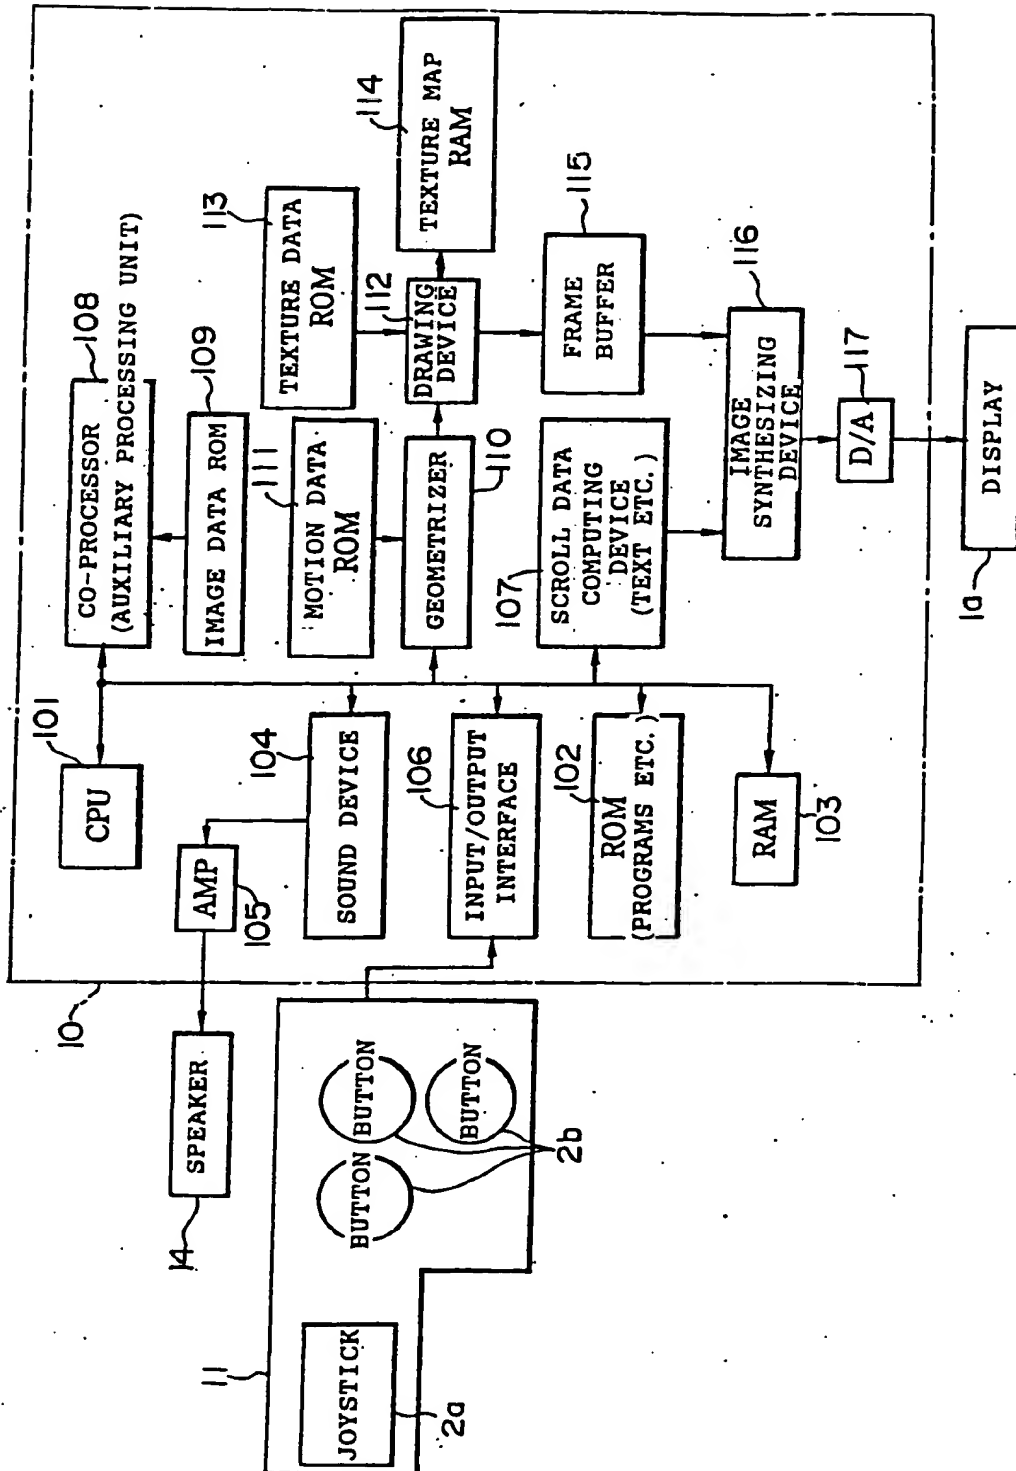 10
CPU
101
CO-PROCESSOR
(AUXILIARY PROCESSING UNIT)
108
IMAGE DATA ROM
109
SPEAKER
14
AMP
105
SOUND DEVICE
104
MOTION DATA
ROM
111
TEXTURE DATA
ROM
113
11
JOYSTICK
2a
BUTTON
BUTTON
BUTTON
2b
INPUT/OUTPUT
INTERFACE
106
GEOMETRIZER
110
DRAWING
DEVICE
112
TEXTURE MAP
RAM
114
ROM
(PROGRAMS ETC.)
102
SCROLL DATA
COMPUTING
DEVICE
(TEXT ETC.)
107
FRAME
BUFFER
115
RAM
103
IMAGE
SYNTHESIZING
DEVICE
116
D/A
117
DISPLAY
1a